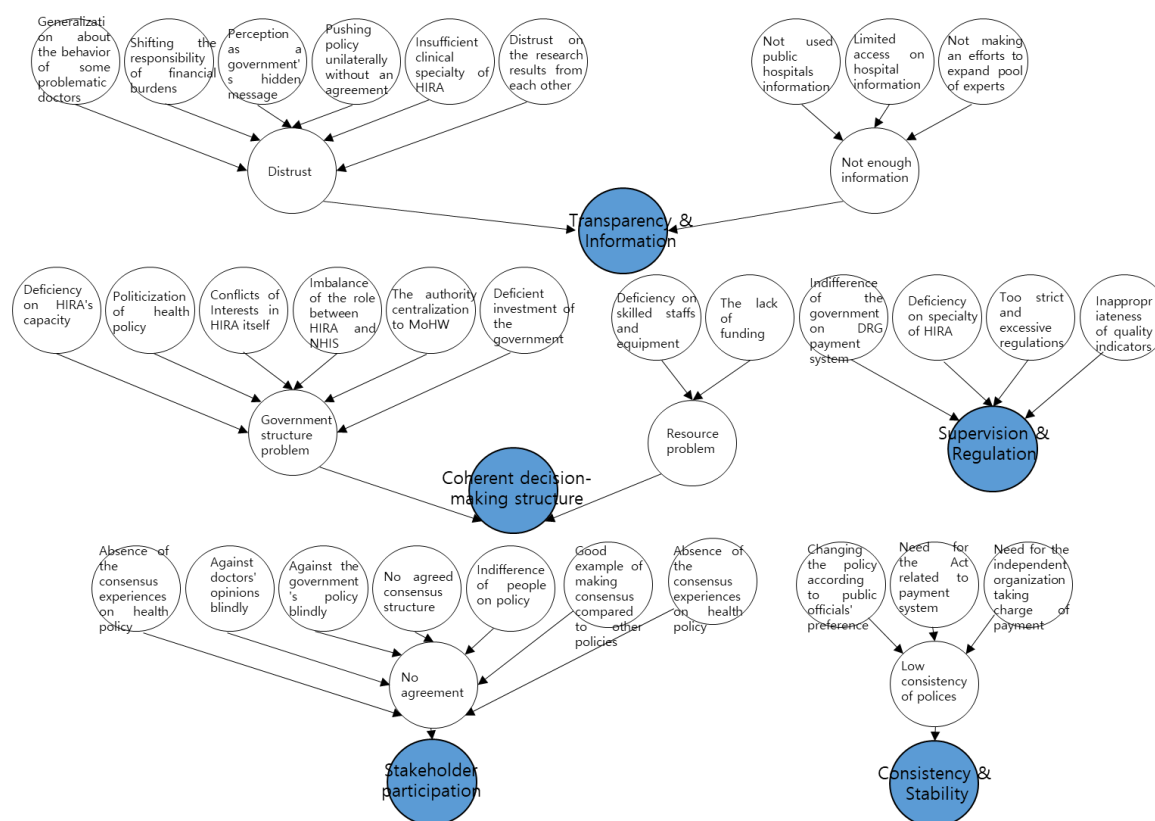 Generalizati
on about
the behavior
of some
problematic
doctors
Shifting the
responsibility
of financial
burdens
Perception
as a
government'
s hidden
message
Pushing
policy
unilaterally
without an
agreement
Insufficient
clinical
specialty of
HIRA
Distrust on
the research
results from
each other
Not used
public
hospitals
information
Limited
access on
hospital
information
Not making
an efforts to
expand pool
of experts
Distrust
Not enough
information
Transparency &
Information
Deficiency
on HIRA's
capacity
Politicization
of health
policy
Conflicts of
Interests in
HIRA itself
Imbalance
of the role
between
HIRA and
NHIS
The authority
centralization
to MoHW
Deficient
investment of
the
government
Deficiency on
skilled staffs
and
equipment
The lack
of
funding
Indifference
of the
government
on DRG
payment
system
Deficiency
on specialty
of HIRA
Too strict
and
excessive
regulations
Inappropr
iateness
of quality
indicators
Government
structure
problem
Resource
problem
Supervision &
Regulation
Coherent decision-
making structure
Absence of
the
consensus
experiences
on health
policy
Against
doctors'
opinions
blindly
Against the
government
's policy
blindly
No agreed
consensus
structure
Indifference
of people
on policy
Good
example of
making
consensus
compared
to other
policies
Absence of
the
consensus
experiences
on health
policy
Changing
the policy
according
to public
officials'
preference
Need for
the Act
related to
payment
system
Need for the
independent
organization
taking
charge of
payment
No
agreement
Low
consistency
of polices
Stakeholder
participation
Consistency &
Stability